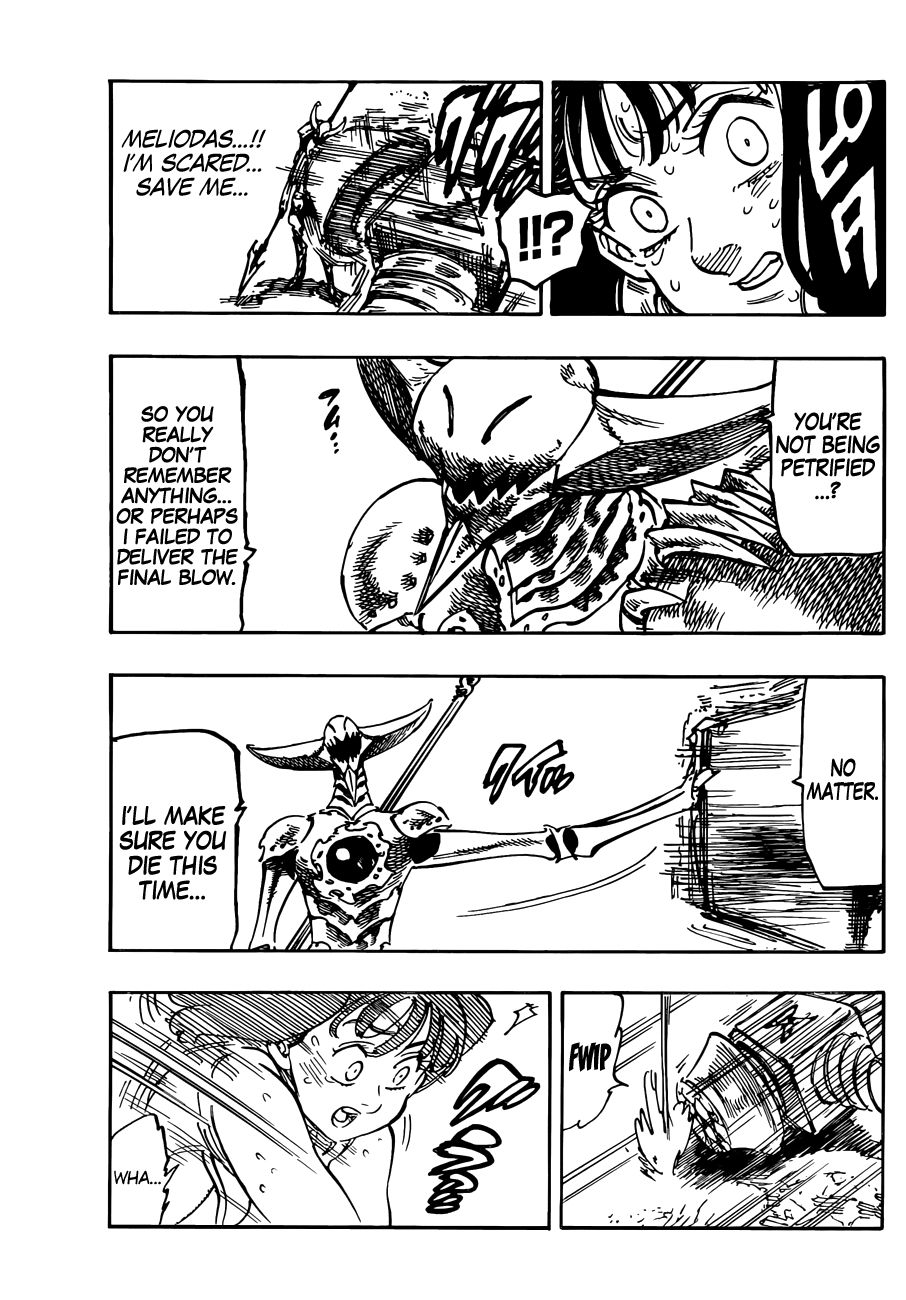 !!?
MELIODAS...!!
I'M SCARED...
SAVE ME...
YOU'RE
NOT BEING
PETRIFIED
...?
SO YOU
REALLY
DON'T
REMEMBER
ANYTHING...
OR PERHAPS
I FAILED TO
DELIVER THE
FINAL BLOW.
NO
MATTER.
I'LL MAKE
SURE YOU
DIE THIS
TIME...
FWIP
WHA...